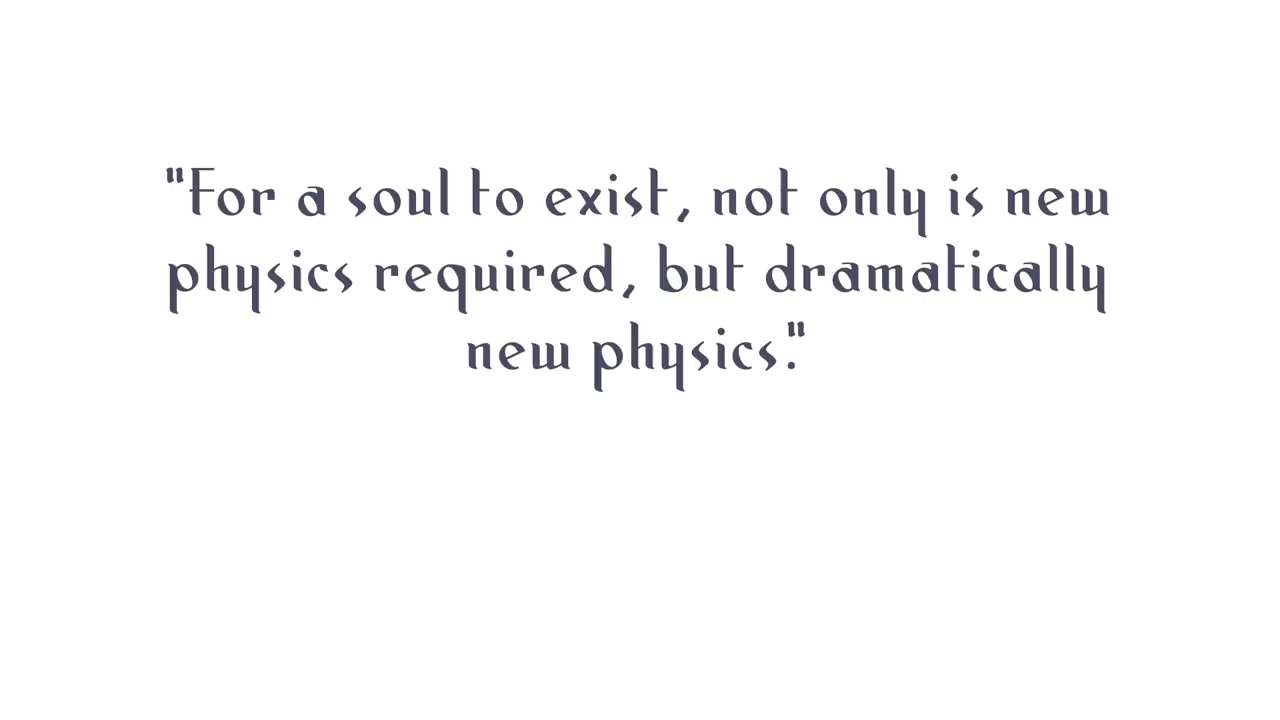 "For a soul to exist, not only is new
physics required, but dramatically
new physics."